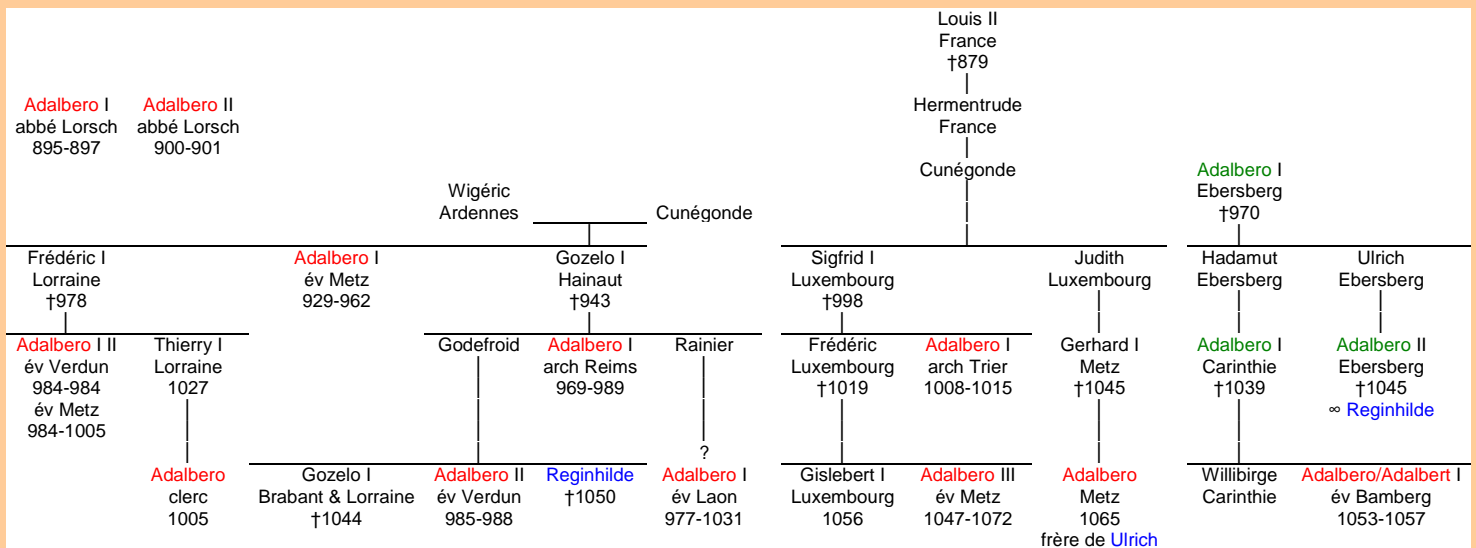 Louis II
France
†879
Adalbero I
abbé Lorsch
895-897
Adalbero II
abbé Lorsch
900-901
Hermentrude
France
Cunégonde
Adalbero I
Ebersberg
†970
Wigéric
Ardennes
Cunégonde
Frédéric I
Lorraine
†978
Adalbero I
év Metz
929-962
Gozelo I
Hainaut
†943
Sigfrid I
Luxembourg
†998
Judith
Luxembourg
Hadamut
Ebersberg
Ulrich
Ebersberg
Adalbero I II
év Verdun
984-984
év Metz
984-1005
Thierry I
Lorraine
1027
Godefroid
Adalbero I
arch Reims
969-989
Rainier
?
Frédéric
Luxembourg
†1019
Adalbero I
arch Trier
1008-1015
Gerhard I
Metz
†1045
Adalbero I
Carinthie
†1039
Adalbero II
Ebersberg
†1045
∞ Reginhilde
Adalbero
clerc
1005
Gozelo I
Brabant & Lorraine
†1044
Adalbero II
év Verdun
985-988
Reginhilde
†1050
Adalbero I
év Laon
977-1031
Gislebert I
Luxembourg
1056
Adalbero III
év Metz
1047-1072
Adalbero
Metz
1065
frère de Ulrich
Willibirge
Carinthie
Adalbero/Adalbert I
év Bamberg
1053-1057